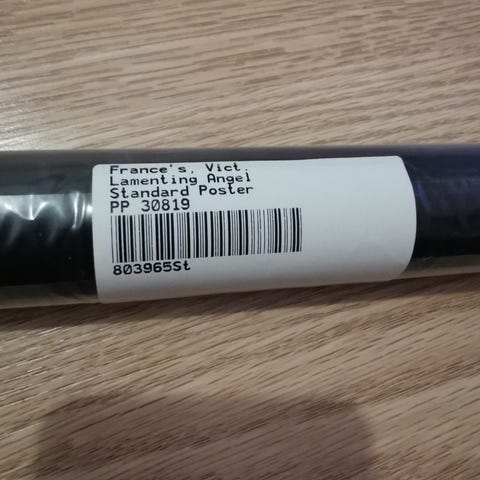 France's, Vict.
Lamenting Angel
Standard Poster
PP 30819
803965St